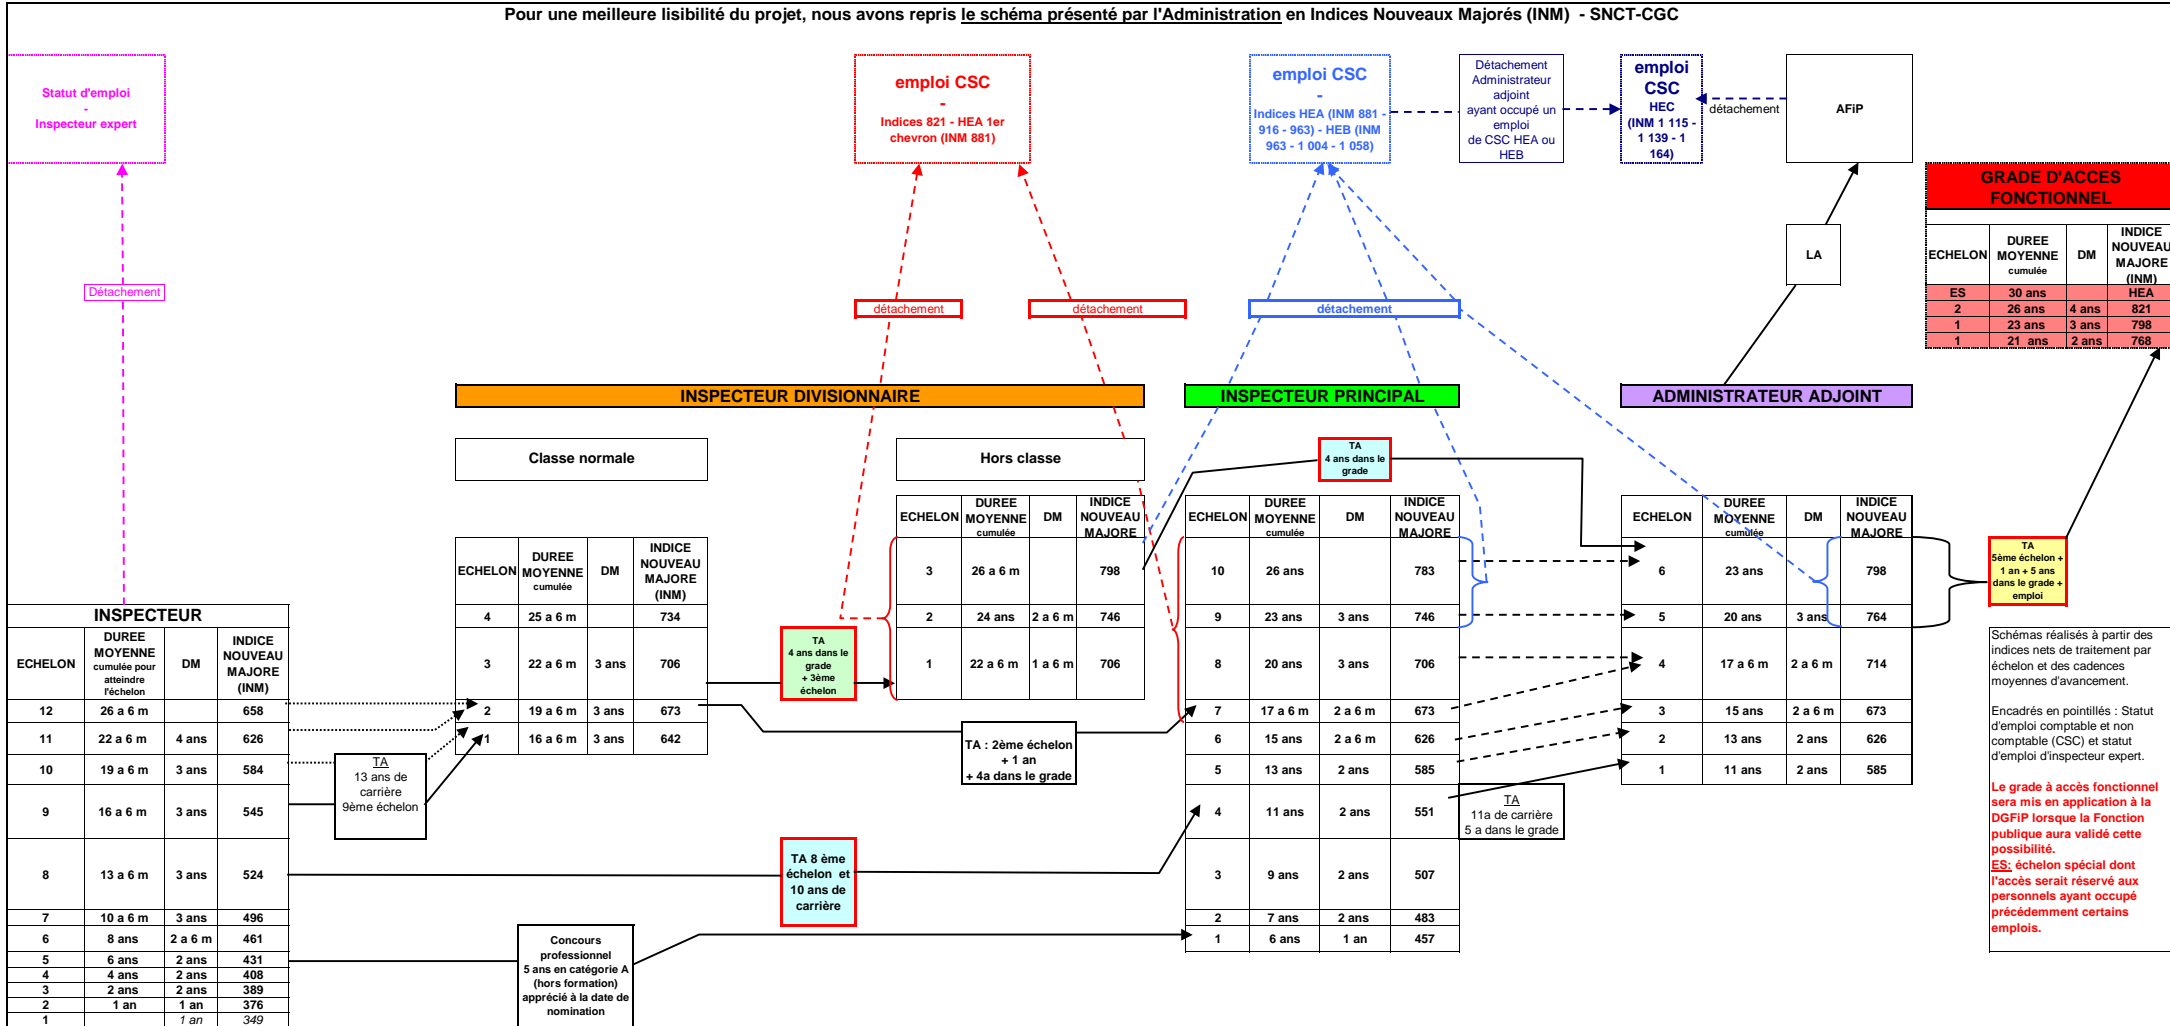 Pour une meilleure lisibilité du projet, nous avons repris le schéma présenté par l'Administration en Indices Nouveaux Majorés (INM) - SNCT-CGC
Statut d'emploi
-
Inspecteur expert
emploi CSC
-
Indices 821 - HEA 1er
chevron (INM 881)
emploi CSC
-
Indices HEA (INM 881 -
916 - 963) - HEB (INM
963 - 1 004 - 1 058)
Détachement
Administrateur
adjoint
ayant occupé un
emploi
de CSC HEA ou
HEB
emploi
CSC
HEC
(INM 1 115 -
1 139 - 1
164)
détachement
AFiP
GRADE D'ACCES
FONCTIONNEL
ECHELON DUREE MOYENNE cumulée DM INDICE NOUVEAU MAJORE (INM)
ES 30 ans HEA
2 26 ans 4 ans 821
1 23 ans 3 ans 798
1 21 ans 2 ans 768
LA
Détachement
détachement
détachement
détachement
INSPECTEUR DIVISIONNAIRE
INSPECTEUR PRINCIPAL
ADMINISTRATEUR ADJOINT
Classe normale
Hors classe
TA
4 ans dans le
grade
ECHELON DUREE MOYENNE cumulée DM INDICE NOUVEAU MAJORE (INM)
4 25 a 6 m 734
3 22 a 6 m 3 ans 706
2 19 a 6 m 3 ans 673
1 16 a 6 m 3 ans 642
TA
4 ans dans le
grade
+ 3ème
échelon
ECHELON DUREE MOYENNE cumulée DM INDICE NOUVEAU MAJORE
3 26 a 6 m 798
2 24 ans 2 a 6 m 746
1 22 a 6 m 1 a 6 m 706
TA : 2ème échelon
+ 1 an
+ 4a dans le grade
ECHELON DUREE MOYENNE cumulée DM INDICE NOUVEAU MAJORE
10 26 ans 783
9 23 ans 3 ans 746
8 20 ans 3 ans 706
7 17 a 6 m 2 a 6 m 673
6 15 ans 2 a 6 m 626
5 13 ans 2 ans 585
4 11 ans 2 ans 551
3 9 ans 2 ans 507
2 7 ans 2 ans 483
1 6 ans 1 an 457
TA
11a de carrière
5 a dans le grade
ECHELON DUREE MOYENNE cumulée DM INDICE NOUVEAU MAJORE
6 23 ans 798
5 20 ans 3 ans 764
4 17 a 6 m 2 a 6 m 714
3 15 ans 2 a 6 m 673
2 13 ans 2 ans 626
1 11 ans 2 ans 585
TA
5ème échelon +
1 an + 5 ans
dans le grade +
emploi
INSPECTEUR
ECHELON DUREE MOYENNE cumulée pour atteindre l'échelon DM INDICE NOUVEAU MAJORE (INM)
12 26 a 6 m 658
11 22 a 6 m 4 ans 626
10 19 a 6 m 3 ans 584
9 16 a 6 m 3 ans 545
8 13 a 6 m 3 ans 524
7 10 a 6 m 3 ans 496
6 8 ans 2 a 6 m 461
5 6 ans 2 ans 431
4 4 ans 2 ans 408
3 2 ans 2 ans 389
2 1 an 1 an 376
1 1 an 349
TA
13 ans de
carrière
9ème échelon
TA 8 ème
échelon et
10 ans de
carrière
Concours
professionnel
5 ans en catégorie A
(hors formation)
apprécié à la date de
nomination
Schémas réalisés à partir des
indices nets de traitement par
échelon et des cadences
moyennes d'avancement.
Encadrés en pointillés : Statut
d'emploi comptable et non
comptable (CSC) et statut
d'emploi d'inspecteur expert.
Le grade à accès fonctionnel
sera mis en application à la
DGFiP lorsque la Fonction
publique aura validé cette
possibilité.
ES: échelon spécial dont
l'accès serait réservé aux
personnels ayant occupé
précédemment certains
emplois.